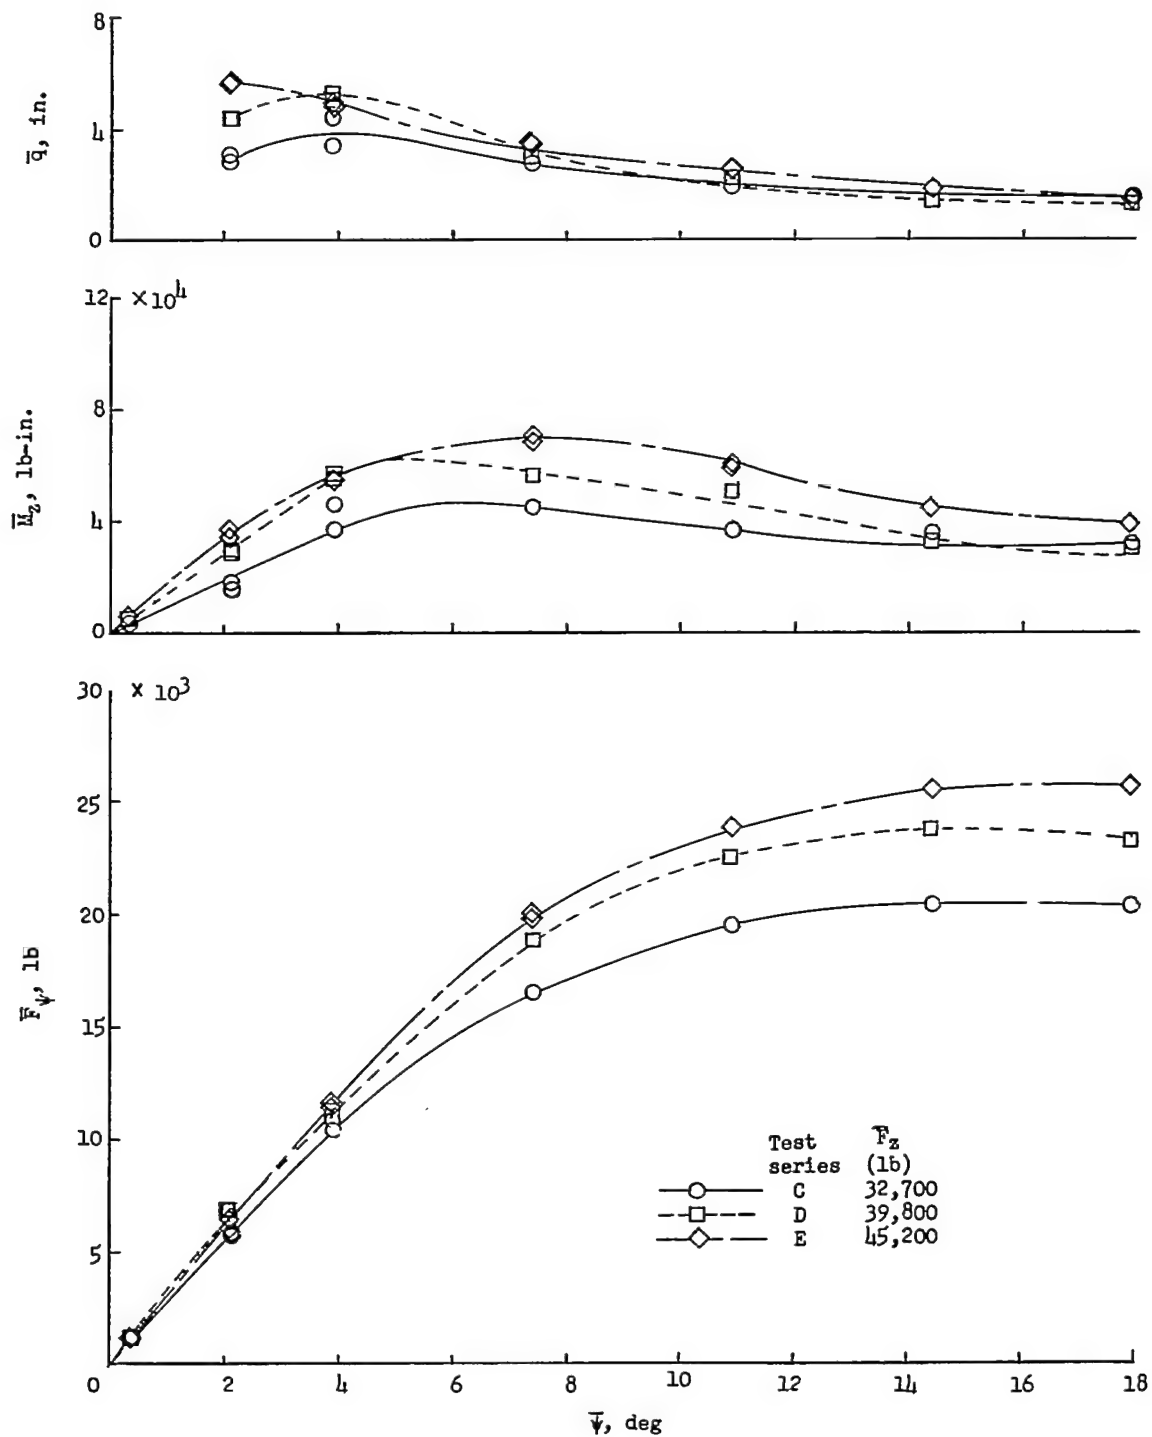 8
4
0
q̅, in.
12
× 10⁴
8
4
0
M̅z, lb-in.
30
× 10³
25
20
15
10
5
F̅ψ, lb
Test F̅z
series (lb)
C 32,700
D 39,800
E 45,200
0 2 4 6 8 10 12 14 16 18
ψ̅, deg